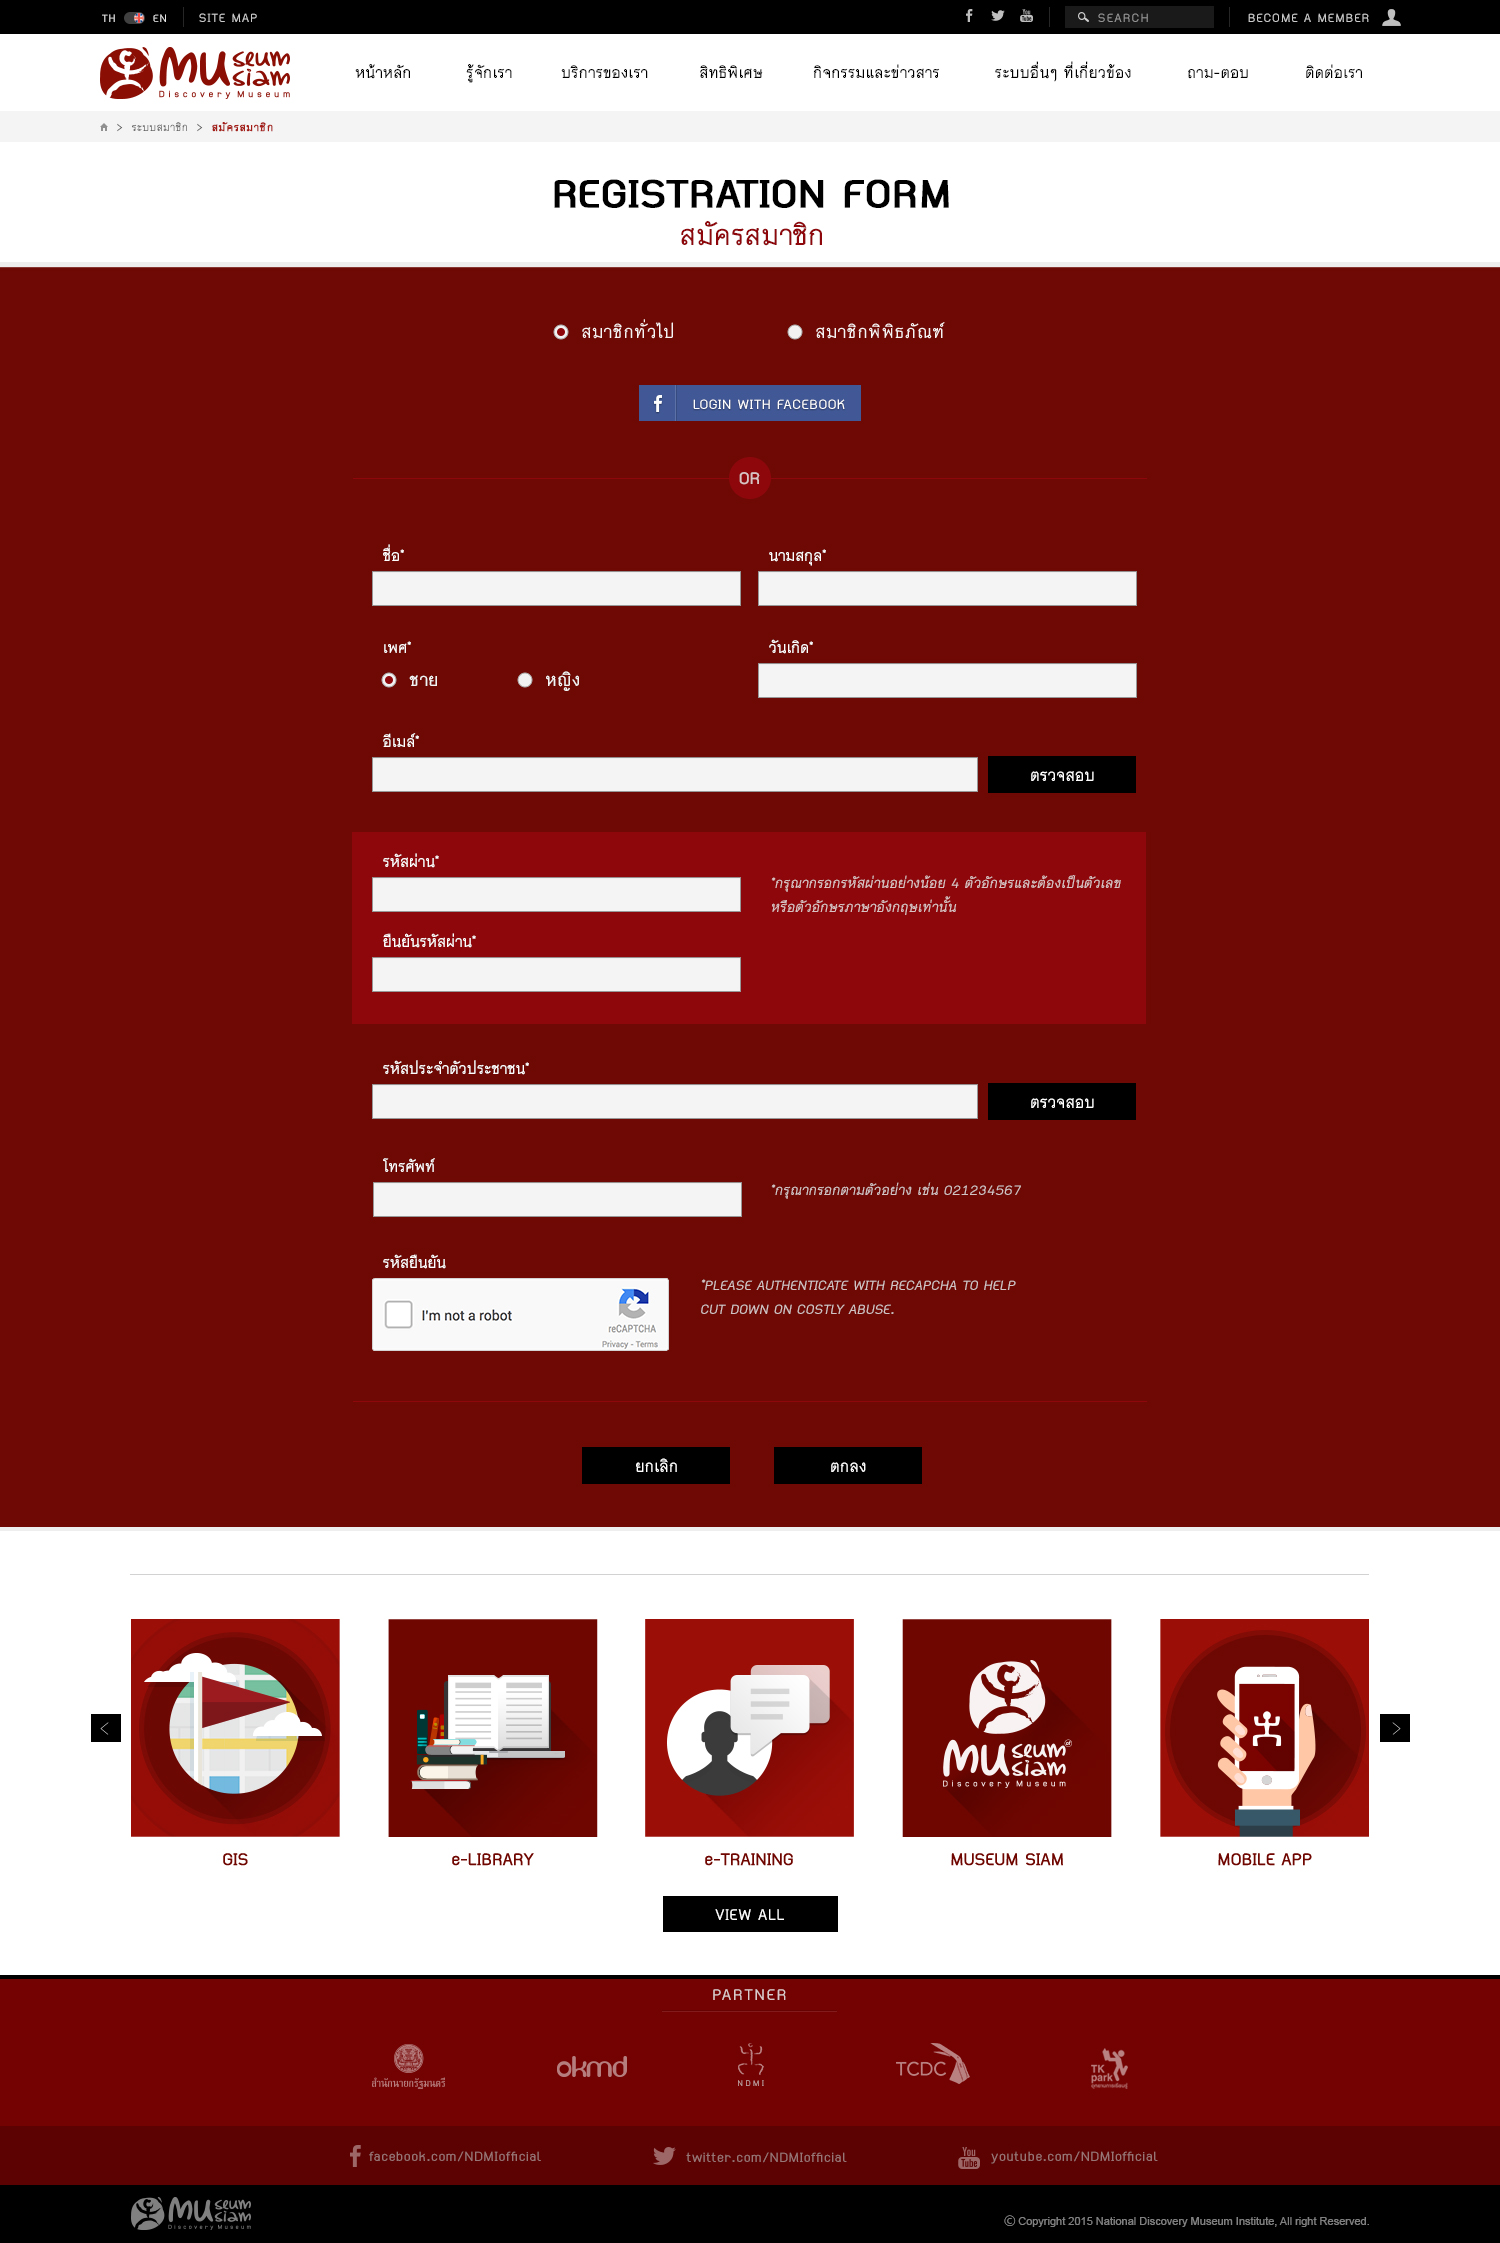 TH EN SITE MAP SEARCH BECOME A MEMBER
MUseum siam
Discovery Museum
หน้าหลัก รู้จักเรา บริการของเรา สิทธิพิเศษ กิจกรรมและข่าวสาร ระบบอื่นๆ ที่เกี่ยวข้อง ถาม-ตอบ ติดต่อเรา
> ระบบสมาชิก > สมัครสมาชิก
REGISTRATION FORM
สมัครสมาชิก
สมาชิกทั่วไป สมาชิกพิพิธภัณฑ์
f LOGIN WITH FACEBOOK
OR
ชื่อ* นามสกุล*
เพศ* วันเกิด*
ชาย หญิง
อีเมล์*
ตรวจสอบ
รหัสผ่าน*
*กรุณากรอกรหัสผ่านอย่างน้อย 4 ตัวอักษรและต้องเป็นตัวเลข
หรือตัวอักษรภาษาอังกฤษเท่านั้น
ยืนยันรหัสผ่าน*
รหัสประจำตัวประชาชน*
ตรวจสอบ
โทรศัพท์
*กรุณากรอกตามตัวอย่าง เช่น 021234567
รหัสยืนยัน
I'm not a robot
reCAPTCHA
Privacy - Terms
*PLEASE AUTHENTICATE WITH RECAPCHA TO HELP
CUT DOWN ON COSTLY ABUSE.
ยกเลิก ตกลง
MUseum siam
Discovery Museum
GIS e-LIBRARY e-TRAINING MUSEUM SIAM MOBILE APP
VIEW ALL
PARTNER
สำนักนายกรัฐมนตรี okmd NDMI TCDC TK park
facebook.com/NDMIofficial twitter.com/NDMIofficial You Tube youtube.com/NDMIofficial
MUseum siam
Discovery Museum
© Copyright 2015 National Discovery Museum Institute, All right Reserved.